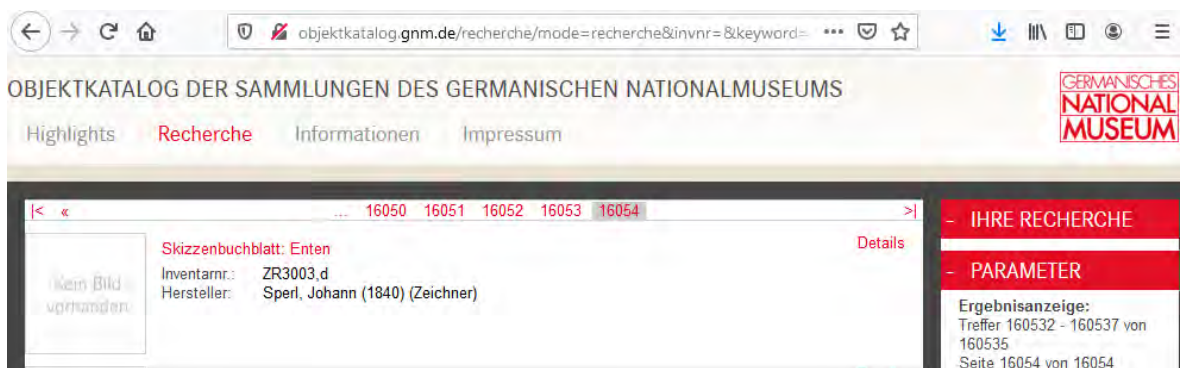 objektkatalog.gnm.de/recherche/mode=recherche&invnr=&keyword=
OBJEKTKATALOG DER SAMMLUNGEN DES GERMANISCHEN NATIONALMUSEUMS
GERMANISCHES
NATIONAL
MUSEUM
Highlights Recherche Informationen Impressum
|< « ... 16050 16051 16052 16053 16054 >|
Skizzenbuchblatt: Enten Details
Inventarnr.: ZR3003,d
Hersteller: Sperl, Johann (1840) (Zeichner)
Kein Bild
vorhanden
- IHRE RECHERCHE
- PARAMETER
Ergebnisanzeige:
Treffer 160532 - 160537 von
160535
Seite 16054 von 16054